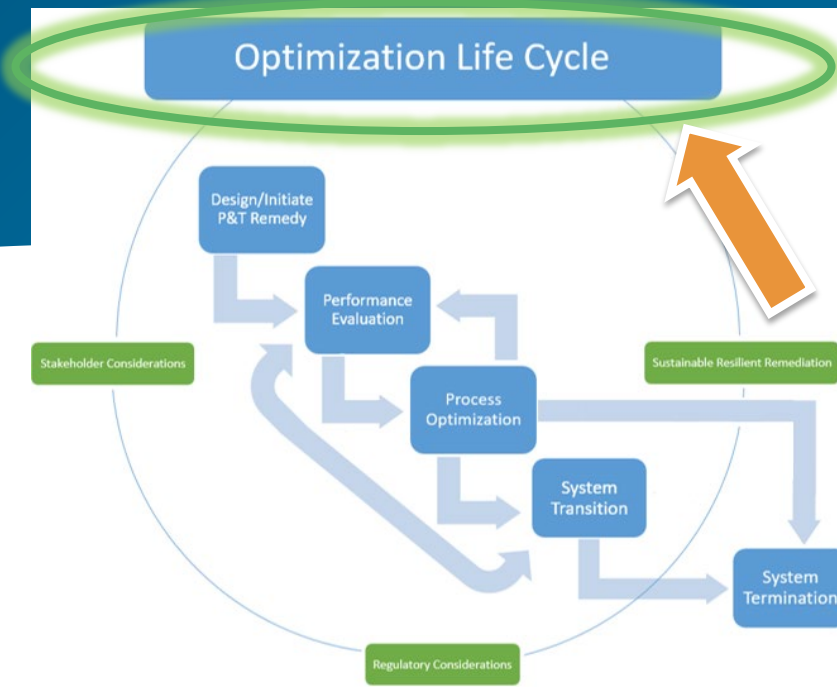 Optimization Life Cycle
Design/Initiate
P&T Remedy
Performance
Evaluation
Stakeholder Considerations
Sustainable Resilient Remediation
Process
Optimization
System
Transition
System
Termination
Regulatory Considerations